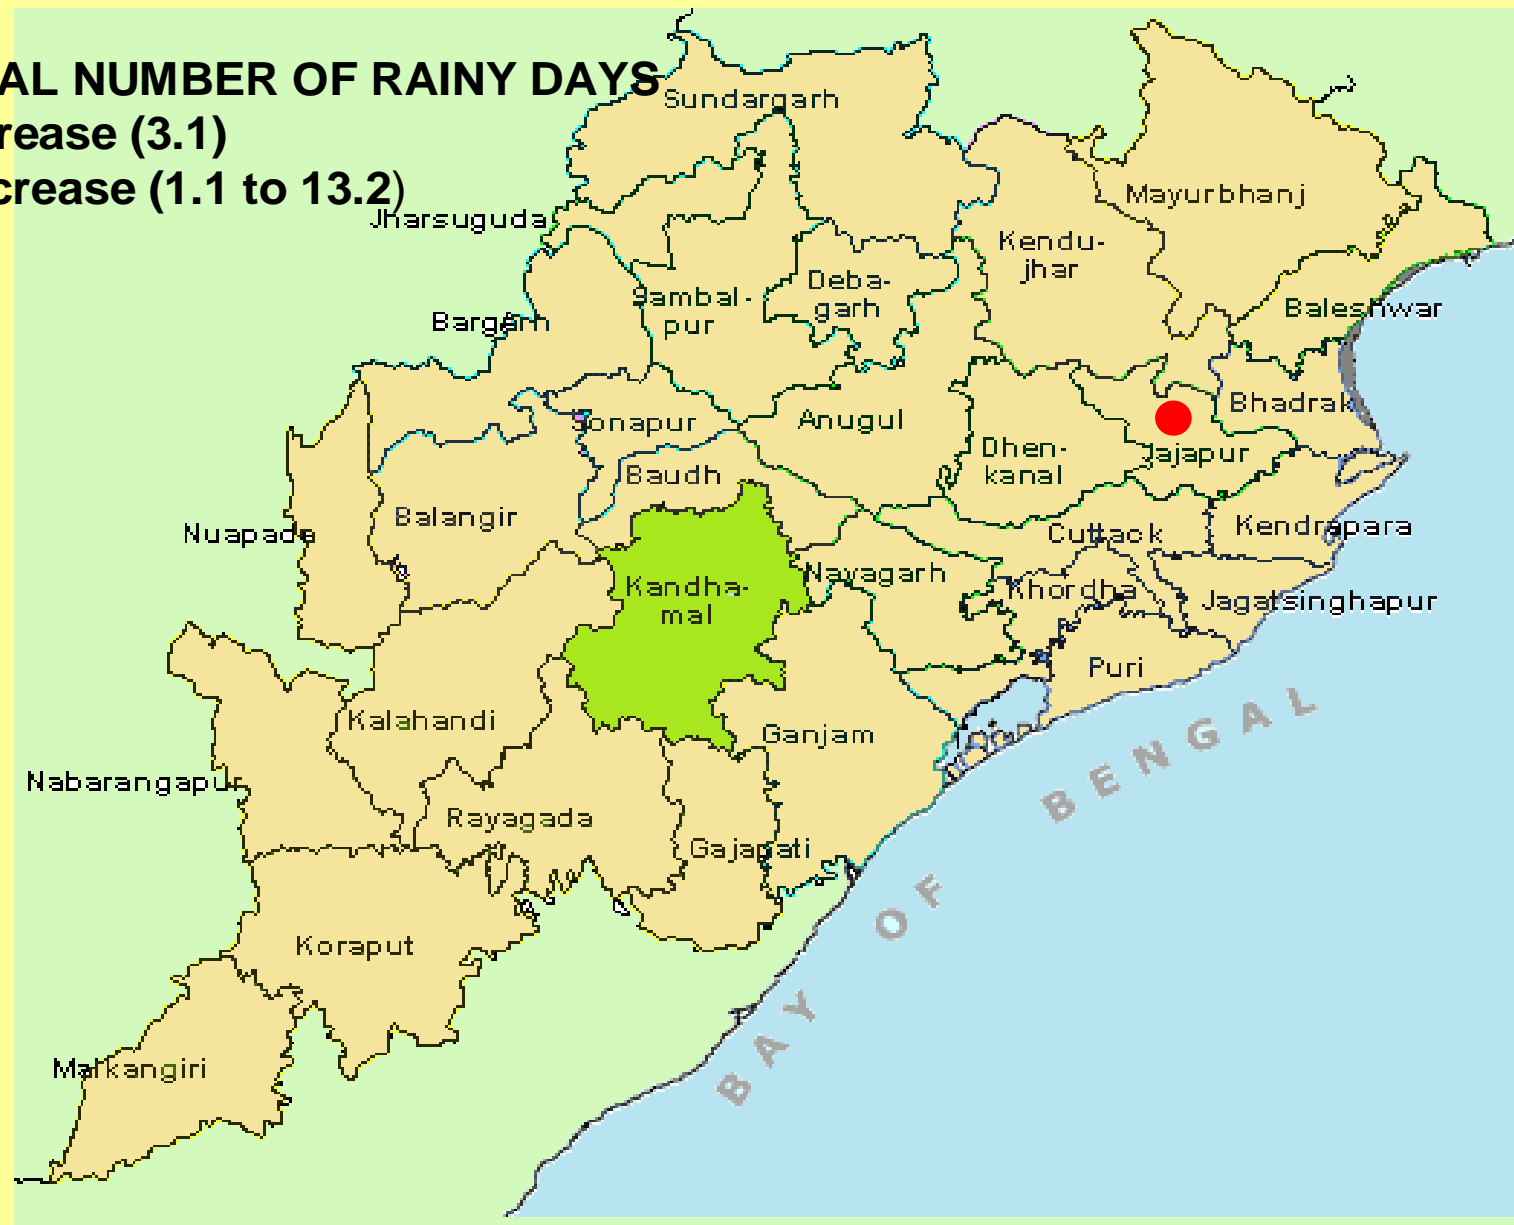 AL NUMBER OF RAINY DAYS
rease (3.1)
crease (1.1 to 13.2)
Sundargarh
Jharsuguda
Mayurbhanj
Kendu-
jhar
Deba-
garh
Sambal-
pur
Bargarh
Baleshwar
Bhadrak
Sonapur
Anugul
Dhen-
kanal
Jajapur
Baudh
Balangir
Nuapada
Cuttack
Kendrapara
Kandha-
mal
Nayagarh
Khordha
Jagatsinghapur
Puri
Kalahandi
Ganjam
Nabarangapur
Rayagada
Gajapati
Koraput
Malkangiri
BAY OF BENGAL